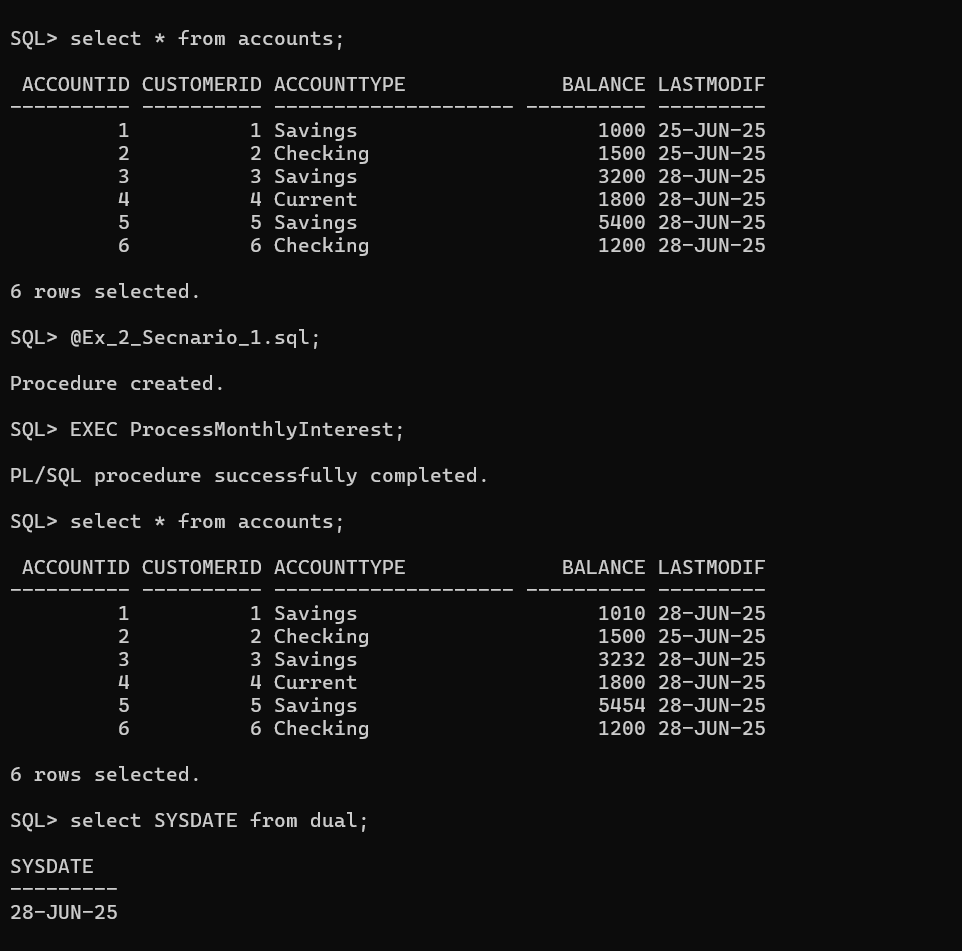 SQL> select * from accounts;
 ACCOUNTID CUSTOMERID ACCOUNTTYPE             BALANCE LASTMODIF
---------- ---------- -------------------- ---------- ---------
         1          1 Savings                    1000 25-JUN-25
         2          2 Checking                   1500 25-JUN-25
         3          3 Savings                    3200 28-JUN-25
         4          4 Current                    1800 28-JUN-25
         5          5 Savings                    5400 28-JUN-25
         6          6 Checking                   1200 28-JUN-25
6 rows selected.
SQL> @Ex_2_Secnario_1.sql;
Procedure created.
SQL> EXEC ProcessMonthlyInterest;
PL/SQL procedure successfully completed.
SQL> select * from accounts;
 ACCOUNTID CUSTOMERID ACCOUNTTYPE             BALANCE LASTMODIF
---------- ---------- -------------------- ---------- ---------
         1          1 Savings                    1010 28-JUN-25
         2          2 Checking                   1500 25-JUN-25
         3          3 Savings                    3232 28-JUN-25
         4          4 Current                    1800 28-JUN-25
         5          5 Savings                    5454 28-JUN-25
         6          6 Checking                   1200 28-JUN-25
6 rows selected.
SQL> select SYSDATE from dual;
SYSDATE
---------
28-JUN-25